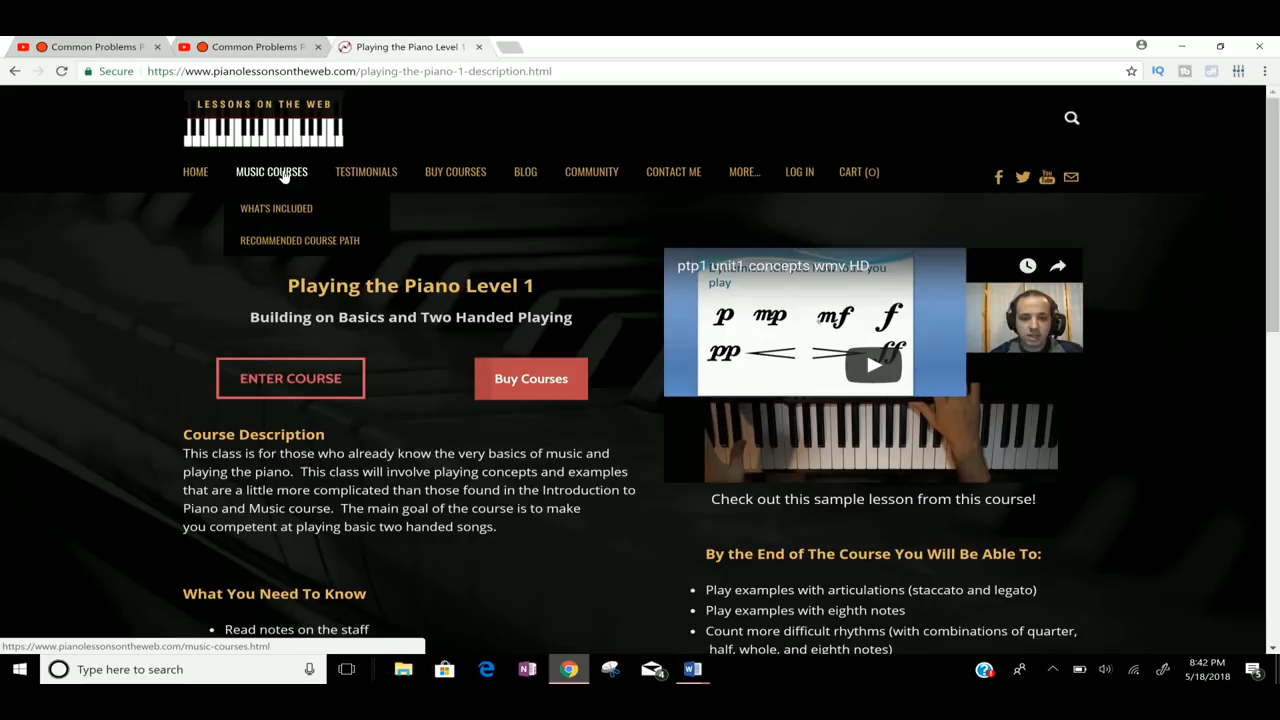 Common Problems P
Common Problems P
Playing the Piano Level 1
Secure
https://www.pianolessonsontheweb.com/playing-the-piano-1-description.html
IQ
LESSONS ON THE WEB
HOME
MUSIC COURSES
TESTIMONIALS
BUY COURSES
BLOG
COMMUNITY
CONTACT ME
MORE...
LOG IN
CART (0)
You
Tube
WHAT'S INCLUDED
RECOMMENDED COURSE PATH
Playing the Piano Level 1
Building on Basics and Two Handed Playing
ENTER COURSE
Buy Courses
Course Description
This class is for those who already know the very basics of music and
playing the piano. This class will involve playing concepts and examples
that are a little more complicated than those found in the Introduction to
Piano and Music course. The main goal of the course is to make
you competent at playing basic two handed songs.
What You Need To Know
Read notes on the staff
ptp1 unit1 concepts wmv HD
you
play
p mp mf f
pp ff
Check out this sample lesson from this course!
By the End of The Course You Will Be Able To:
Play examples with articulations (staccato and legato)
Play examples with eighth notes
Count more difficult rhythms (with combinations of quarter,
half, whole, and eighth notes)
https://www.pianolessonsontheweb.com/music-courses.html
Type here to search
4
8:42 PM
5/18/2018
5